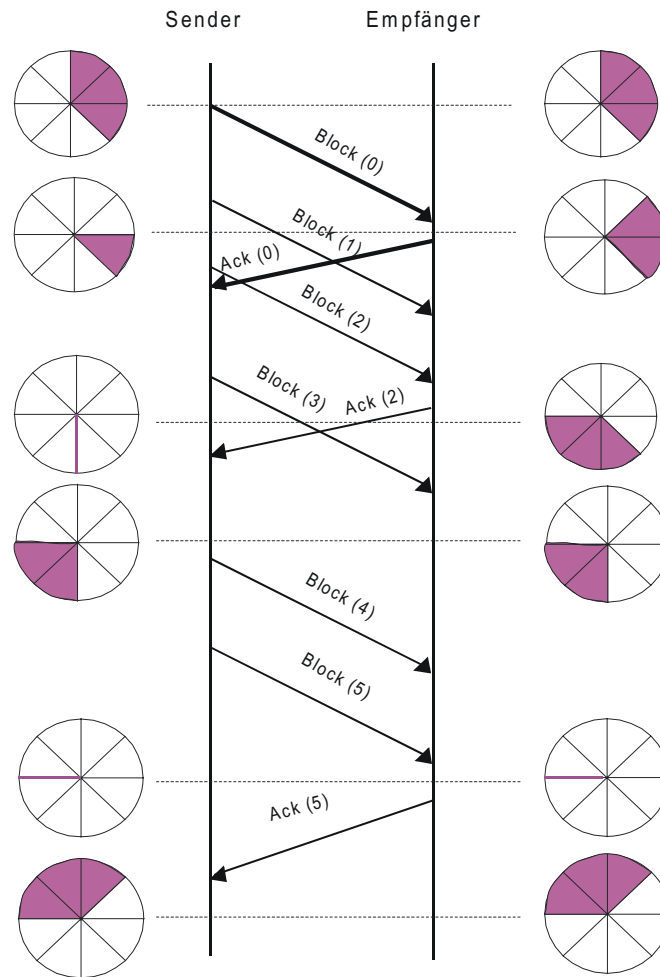 Sender
Empfänger
Block (0)
Block (1)
Ack (0)
Block (2)
Block (3)
Ack (2)
Block (4)
Block (5)
Ack (5)